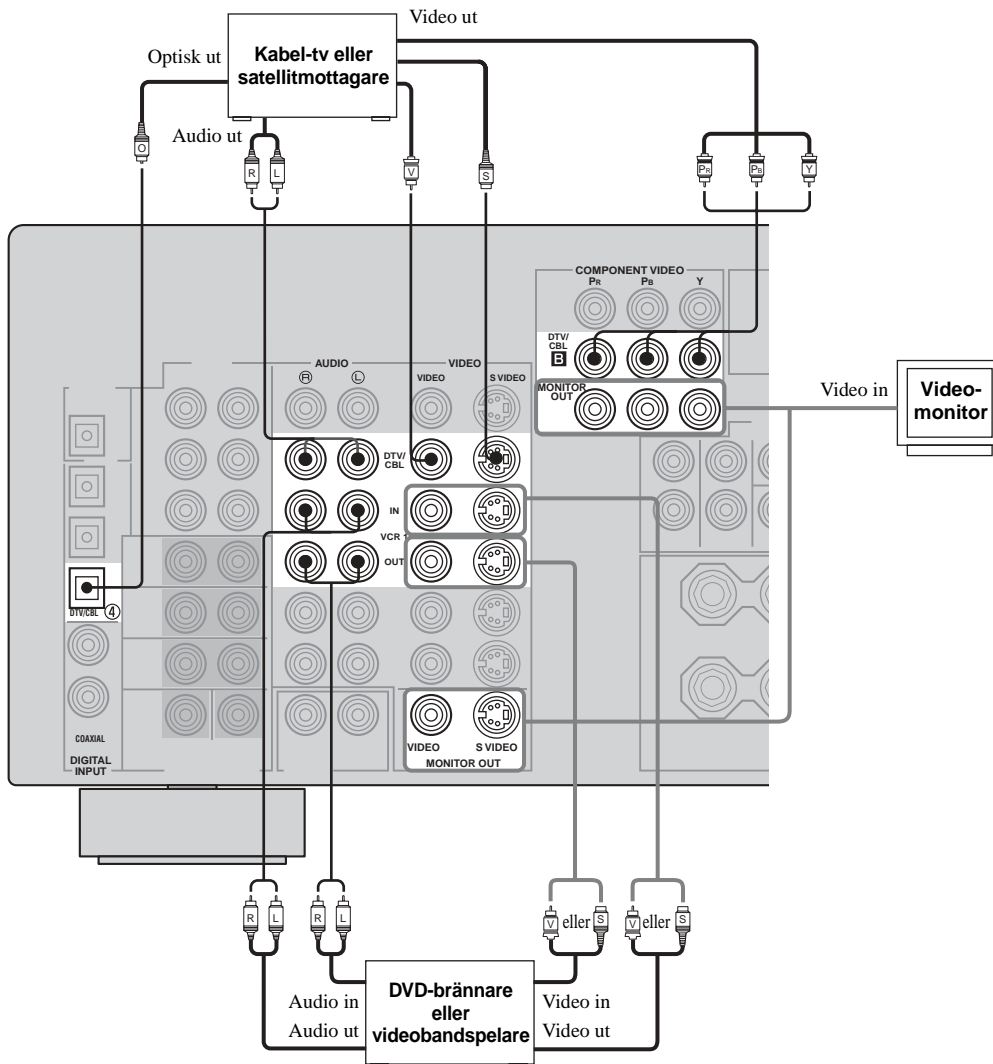 Video ut
Optisk ut
Kabel-tv eller
satellitmottagare
Audio ut
O
R
L
V
S
PR
PB
Y
COMPONENT VIDEO
PR
PB
Y
DTV/
CBL
B
MONITOR
OUT
Video in
Video-
monitor
AUDIO
VIDEO
R
L
VIDEO
S VIDEO
DTV/
CBL
IN
VCR 1
OUT
DTV/CBL
④
COAXIAL
DIGITAL
INPUT
VIDEO
S VIDEO
MONITOR OUT
R
L
R
L
V
eller
S
V
eller
S
Audio in
Audio ut
DVD-brännare
eller
videobandspelare
Video in
Video ut